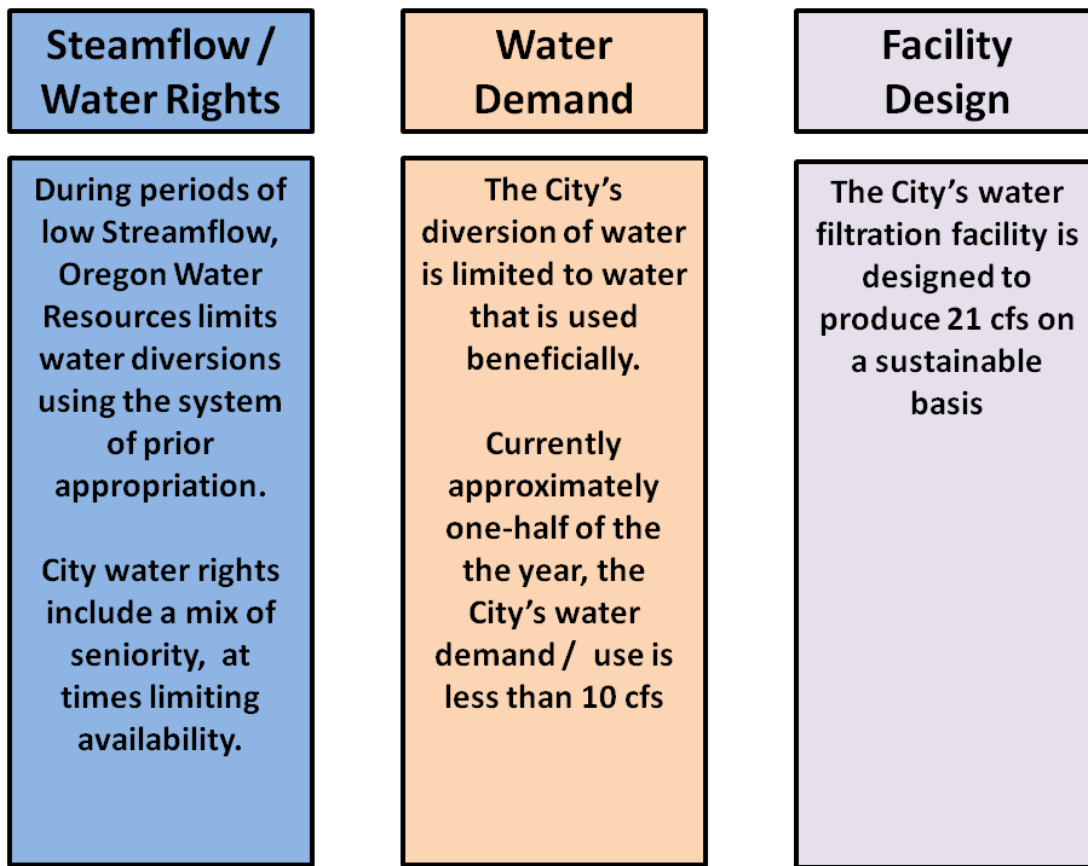 Steamflow /
Water Rights
During periods of
low Streamflow,
Oregon Water
Resources limits
water diversions
using the system
of prior
appropriation.
City water rights
include a mix of
seniority, at
times limiting
availability.
Water
Demand
The City's
diversion of water
is limited to water
that is used
beneficially.
Currently
approximately
one-half of the
the year, the
City's water
demand / use is
less than 10 cfs
Facility
Design
The City's water
filtration facility is
designed to
produce 21 cfs on
a sustainable
basis